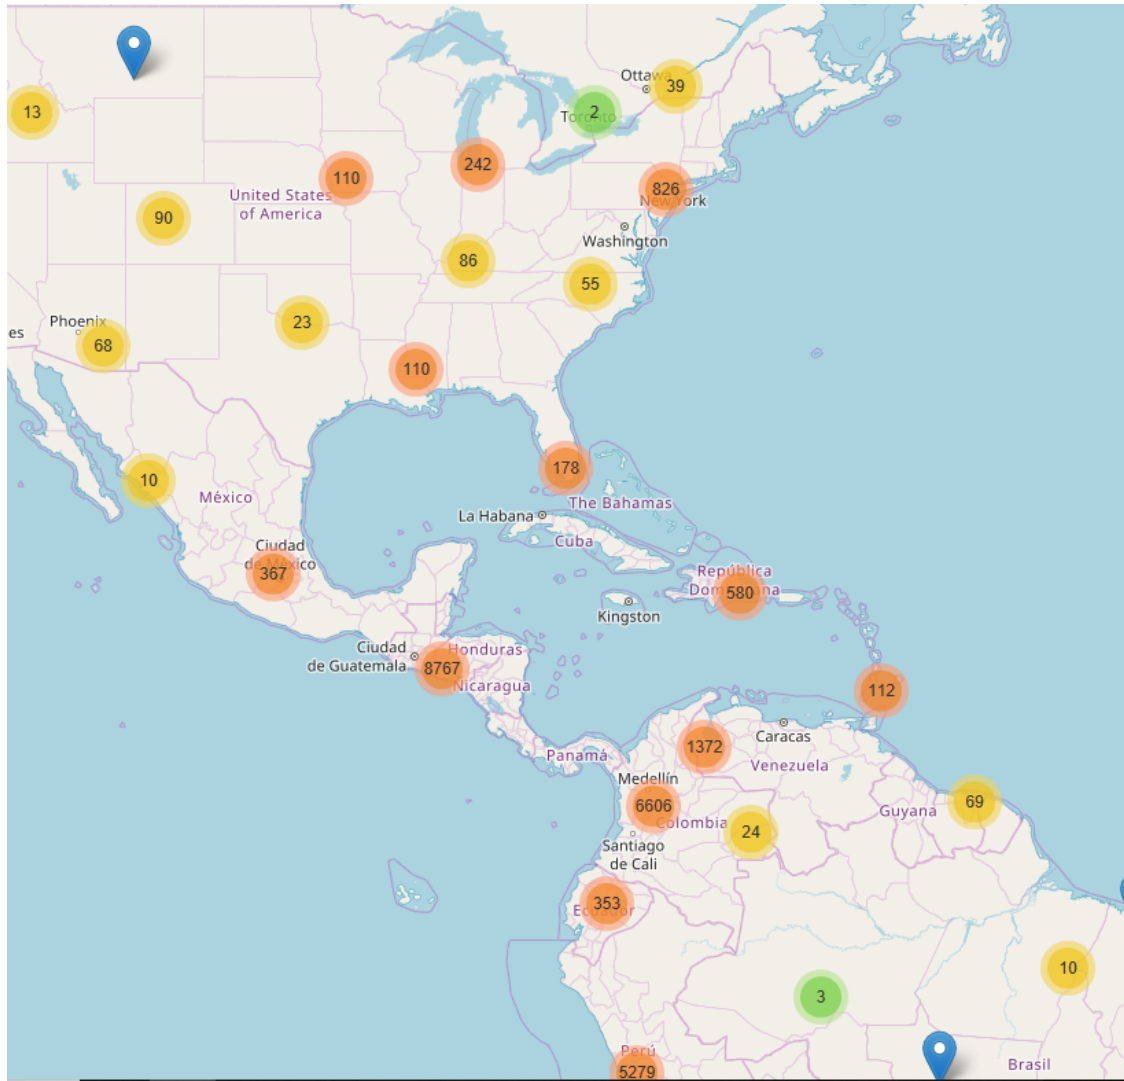 Ottawa
39
13
2
Toronto
242
110
826
United States
of America
New York
90
Washington
86
55
Phoenix
23
es
68
110
178
10
México
The Bahamas
La Habana
Cuba
Ciudad
de México
367
República
Dominicana
580
Kingston
Ciudad
de Guatemala
Honduras
8767
Nicaragua
112
Caracas
1372
Panamá
Venezuela
Medellín
6606
69
Guyana
Colombia
24
Santiago
de Cali
353
Ecuador
10
3
Perú
5279
Brasil